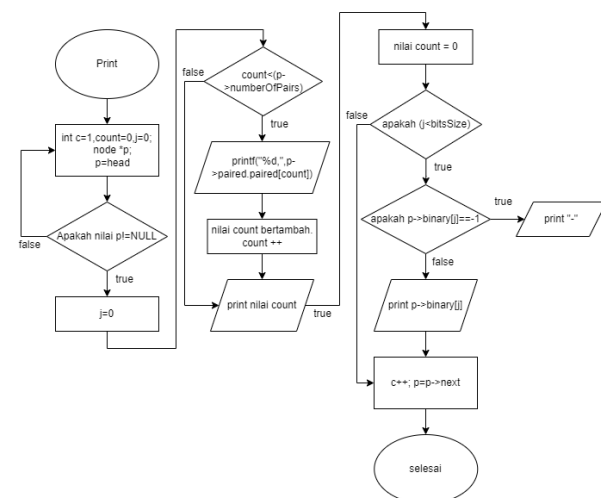 Print
int c=1,count=0,j=0;
node *p;
p=head
false
Apakah nilai p!=NULL
true
j=0
false
count<(p-
>numberOfPairs)
true
printf("%d,",p-
>paired.paired[count])
nilai count bertambah.
count ++
print nilai count
true
nilai count = 0
false
apakah (j<bitsSize)
true
apakah p->binary[j]==-1
true
print "-"
false
print p->binary[j]
c++; p=p->next
selesai